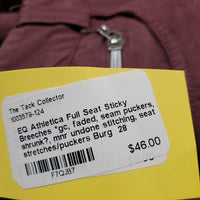 The Tack Collector
1003579-124
EQ Athletica Full Seat Sticky
Breeches *gc, faded, seam puckers,
shrunk?, mnr undone stitching, seat
stretches/puckers Burg 28
$46.00
F7QJB7